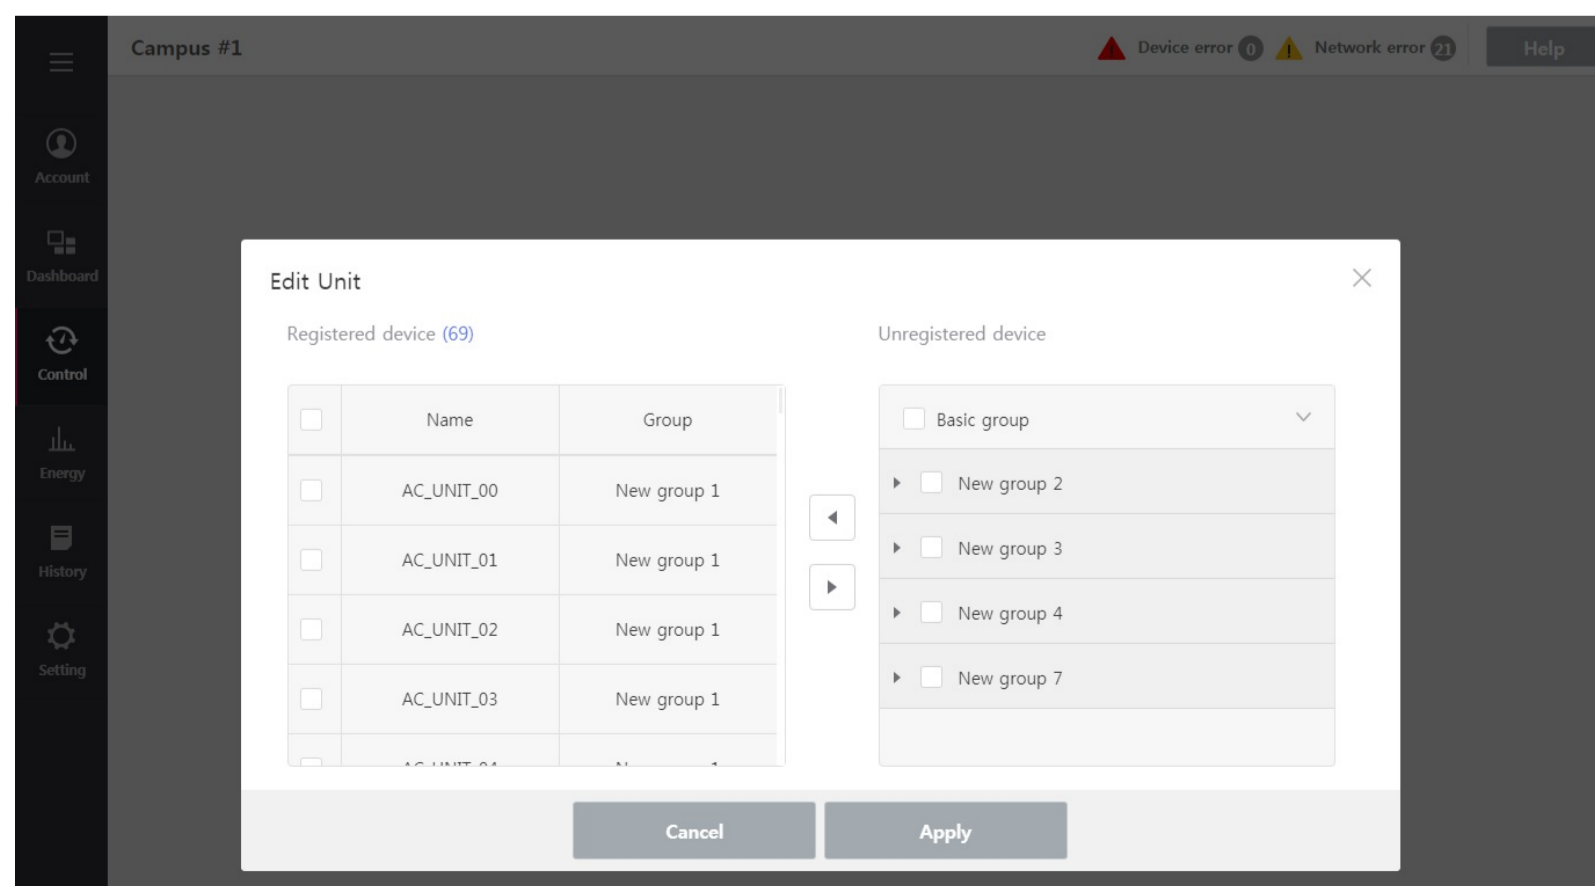 Campus #1
Device error 0
Network error 21
Help
Account
Dashboard
Control
Energy
History
Setting
Edit Unit
Registered device (69)
Unregistered device
Name Group
AC_UNIT_00 New group 1
AC_UNIT_01 New group 1
AC_UNIT_02 New group 1
AC_UNIT_03 New group 1
Basic group
New group 2
New group 3
New group 4
New group 7
Cancel
Apply